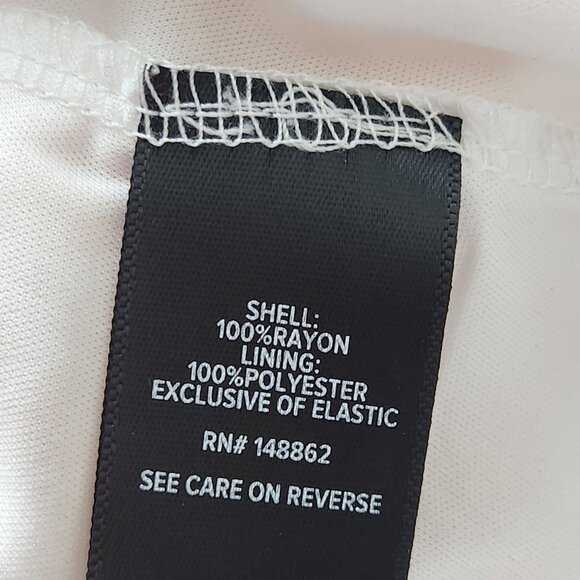 SHELL:
100%RAYON
LINING:
100%POLYESTER
EXCLUSIVE OF ELASTIC
RN# 148862
SEE CARE ON REVERSE